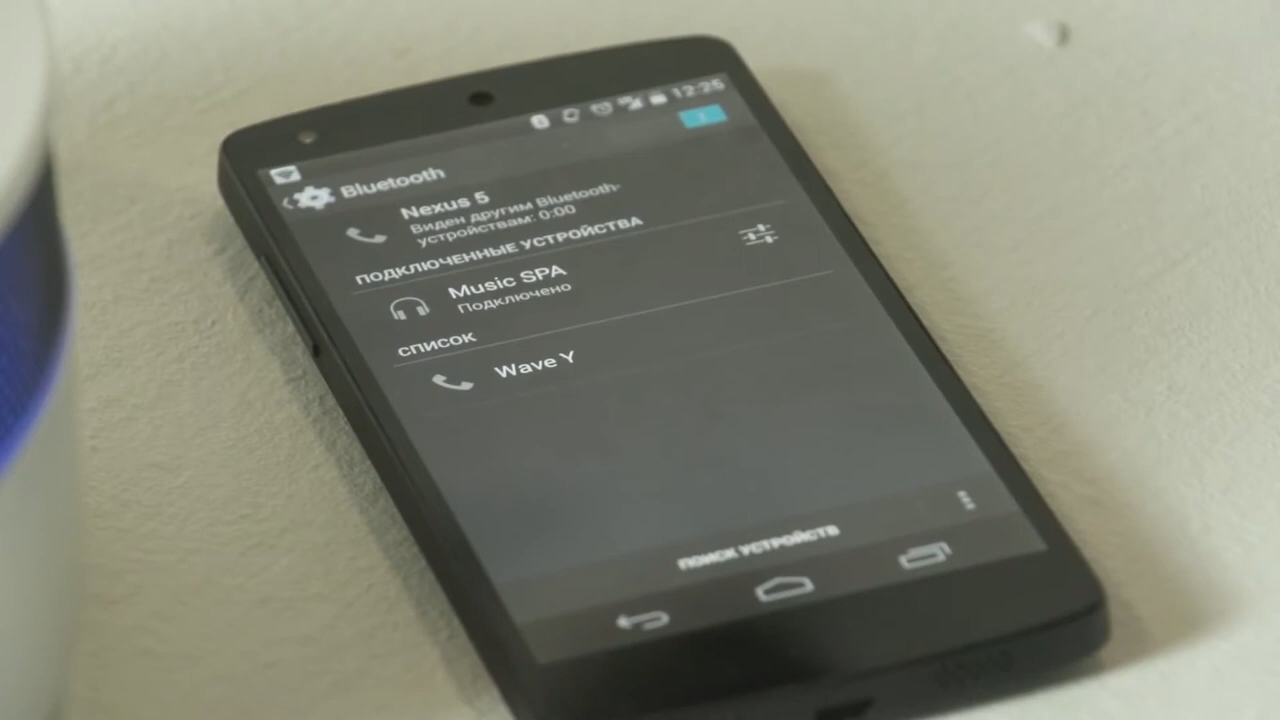 12:25
Bluetooth
Nexus 5
Виден другим Bluetooth-
устройствам: 0:00
ПОДКЛЮЧЕННЫЕ УСТРОЙСТВА
Music SPA
Подключено
СПИСОК
Wave Y
ПОИСК УСТРОЙСТВ